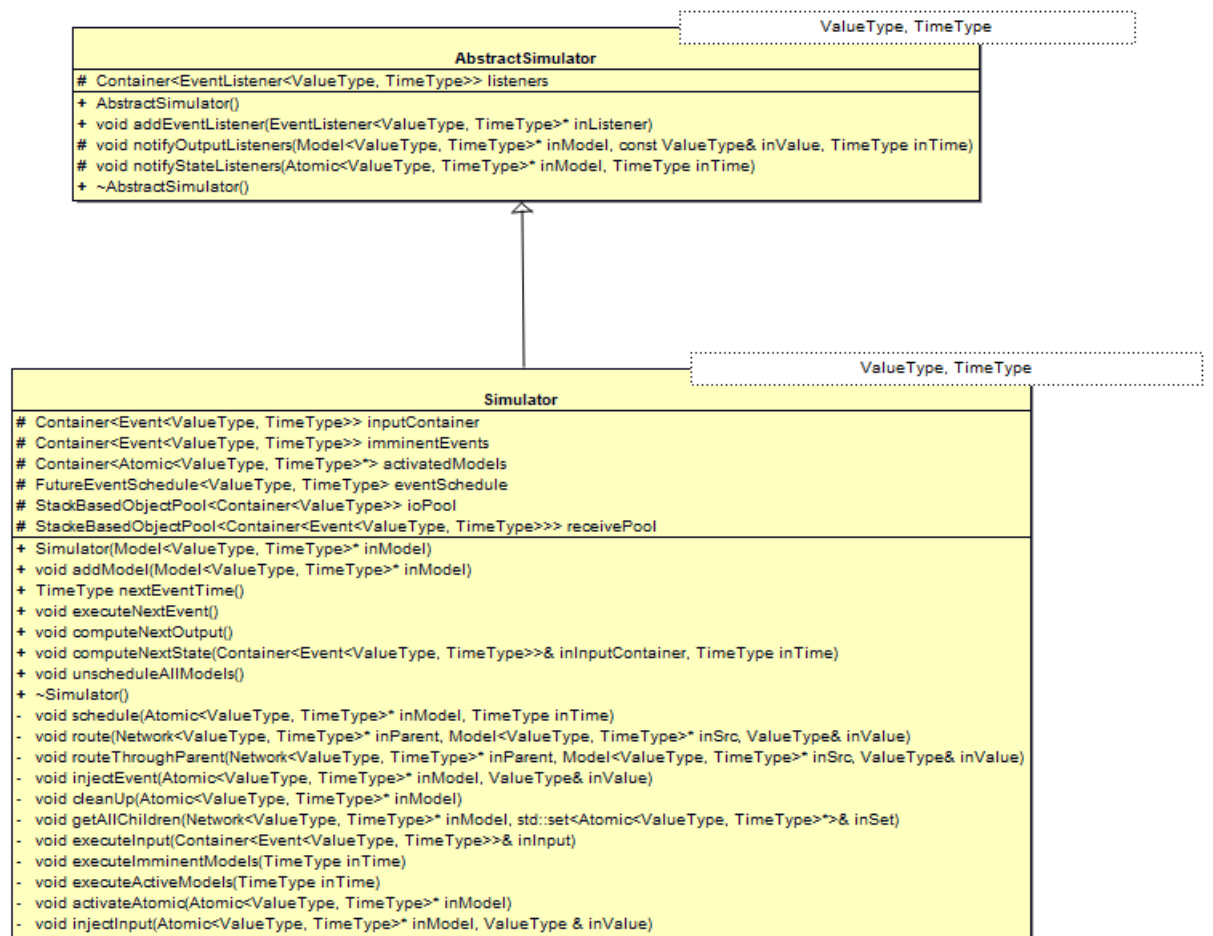 ValueType, TimeType
AbstractSimulator
# Container<EventListener<ValueType, TimeType>> listeners
+ AbstractSimulator()
+ void addEventListener(EventListener<ValueType, TimeType>* inListener)
# void notifyOutputListeners(Model<ValueType, TimeType>* inModel, const ValueType& inValue, TimeType inTime)
# void notifyStateListeners(Atomic<ValueType, TimeType>* inModel, TimeType inTime)
+ ~AbstractSimulator()
ValueType, TimeType
Simulator
# Container<Event<ValueType, TimeType>> inputContainer
# Container<Event<ValueType, TimeType>> imminentEvents
# Container<Atomic<ValueType, TimeType>*> activatedModels
# FutureEventSchedule<ValueType, TimeType> eventSchedule
# StackBasedObjectPool<Container<ValueType>> ioPool
# StackeBasedObjectPool<Container<Event<ValueType, TimeType>>> receivePool
+ Simulator(Model<ValueType, TimeType>* inModel)
+ void addModel(Model<ValueType, TimeType>* inModel)
+ TimeType nextEventTime()
+ void executeNextEvent()
+ void computeNextOutput()
+ void computeNextState(Container<Event<ValueType, TimeType>>& inInputContainer, TimeType inTime)
+ void unscheduleAllModels()
+ ~Simulator()
- void schedule(Atomic<ValueType, TimeType>* inModel, TimeType inTime)
- void route(Network<ValueType, TimeType>* inParent, Model<ValueType, TimeType>* inSrc, ValueType& inValue)
- void routeThroughParent(Network<ValueType, TimeType>* inParent, Model<ValueType, TimeType>* inSrc, ValueType& inValue)
- void injectEvent(Atomic<ValueType, TimeType>* inModel, ValueType& inValue)
- void cleanUp(Atomic<ValueType, TimeType>* inModel)
- void getAllChildren(Network<ValueType, TimeType>* inModel, std::set<Atomic<ValueType, TimeType>*>& inSet)
- void executeInput(Container<Event<ValueType, TimeType>>& inInput)
- void executeImminentModels(TimeType inTime)
- void executeActiveModels(TimeType inTime)
- void activateAtomic(Atomic<ValueType, TimeType>* inModel)
- void injectInput(Atomic<ValueType, TimeType>* inModel, ValueType & inValue)